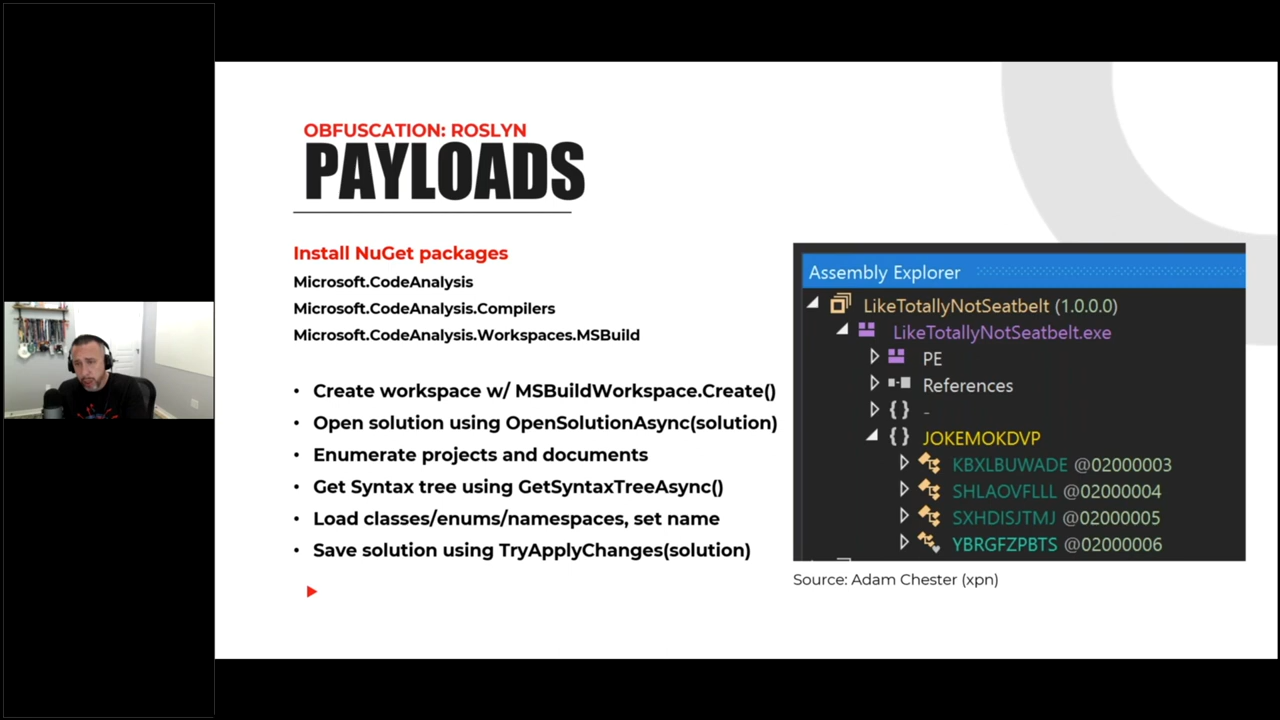 OBFUSCATION: ROSLYN
PAYLOADS
Install NuGet packages
Microsoft.CodeAnalysis
Microsoft.CodeAnalysis.Compilers
Microsoft.CodeAnalysis.Workspaces.MSBuild
• Create workspace w/ MSBuildWorkspace.Create()
• Open solution using OpenSolutionAsync(solution)
• Enumerate projects and documents
• Get Syntax tree using GetSyntaxTreeAsync()
• Load classes/enums/namespaces, set name
• Save solution using TryApplyChanges(solution)
Assembly Explorer
LikeTotallyNotSeatbelt (1.0.0.0)
LikeTotallyNotSeatbelt.exe
PE
References
{ } -
{ } JOKEMOKDVP
KBXLBUWADE @02000003
SHLAOVFLLL @02000004
SXHDISJTMJ @02000005
YBRGFZPBTS @02000006
Source: Adam Chester (xpn)